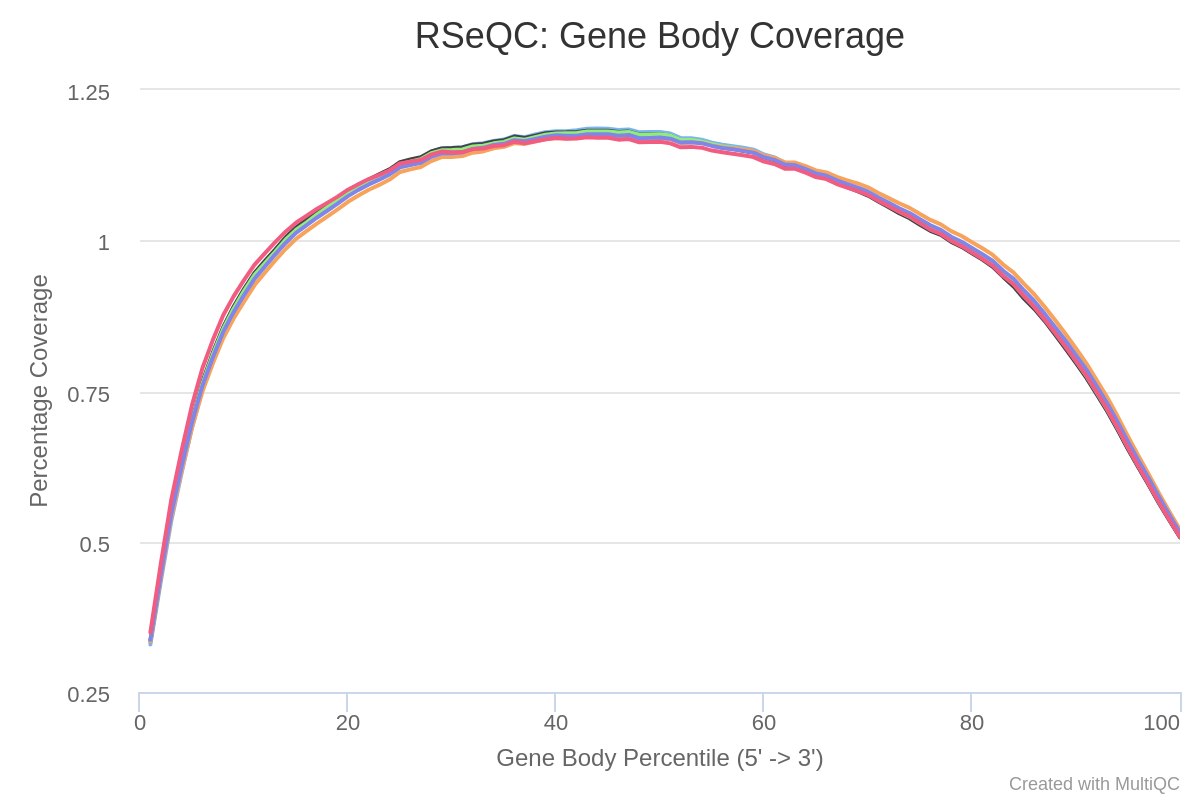 RSeQC: Gene Body Coverage
1.25
1
0.75
0.5
0.25
Percentage Coverage
0 20 40 60 80 100
Gene Body Percentile (5' -> 3')
Created with MultiQC